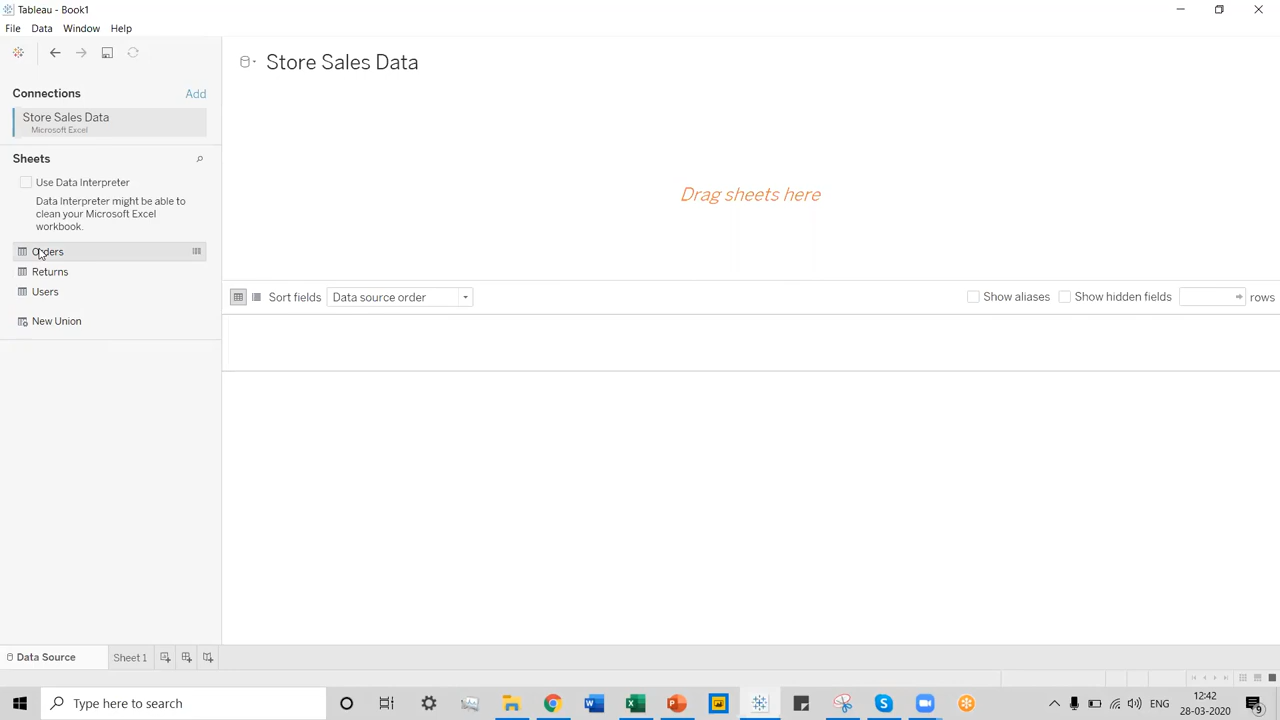 Tableau - Book1
File Data Window Help
Store Sales Data
Connections Add
Store Sales Data
Microsoft Excel
Sheets
Use Data Interpreter
Data Interpreter might be able to
clean your Microsoft Excel
workbook.
Orders
Returns
Users
New Union
Drag sheets here
Sort fields Data source order Show aliases Show hidden fields rows
Data Source Sheet 1
Type here to search
ENG
12:42
28-03-2020
9